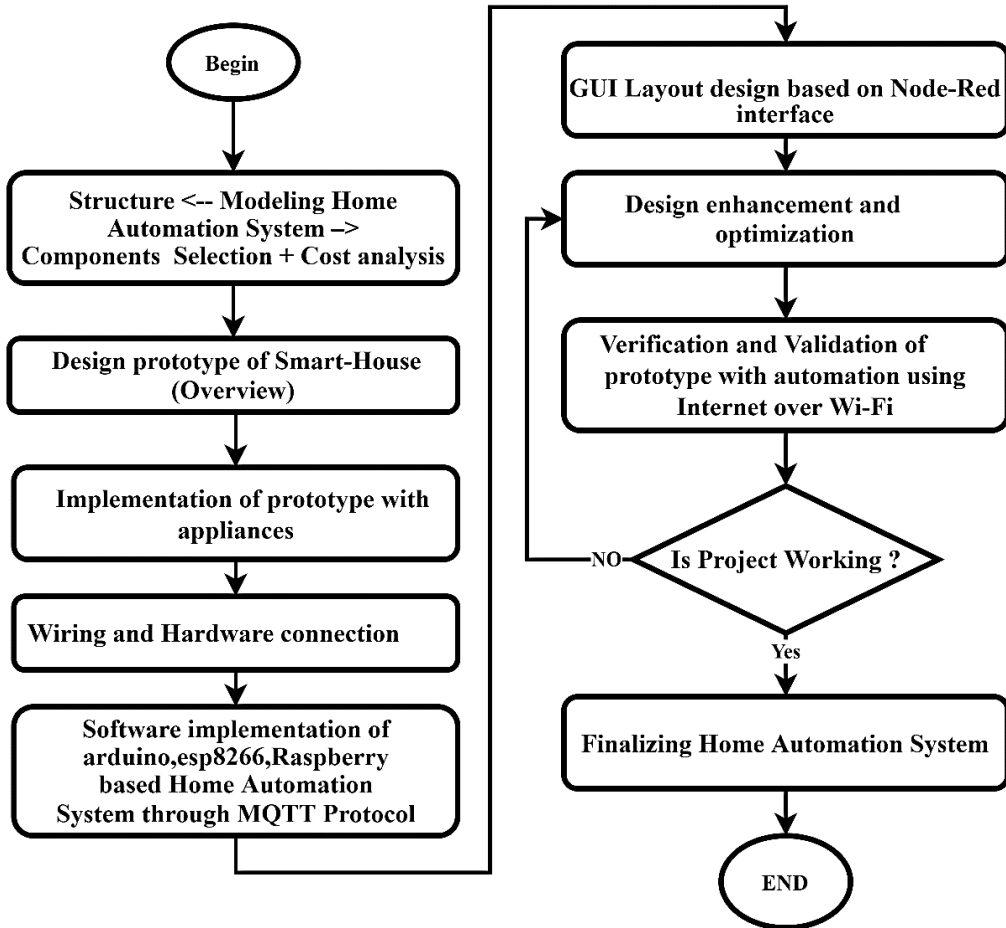 Begin
Structure <-- Modeling Home
Automation System –>
Components Selection + Cost analysis
Design prototype of Smart-House
(Overview)
Implementation of prototype with
appliances
Wiring and Hardware connection
Software implementation of
arduino,esp8266,Raspberry
based Home Automation
System through MQTT Protocol
GUI Layout design based on Node-Red
interface
Design enhancement and
optimization
Verification and Validation of
prototype with automation using
Internet over Wi-Fi
Is Project Working ?
NO
Yes
Finalizing Home Automation System
END